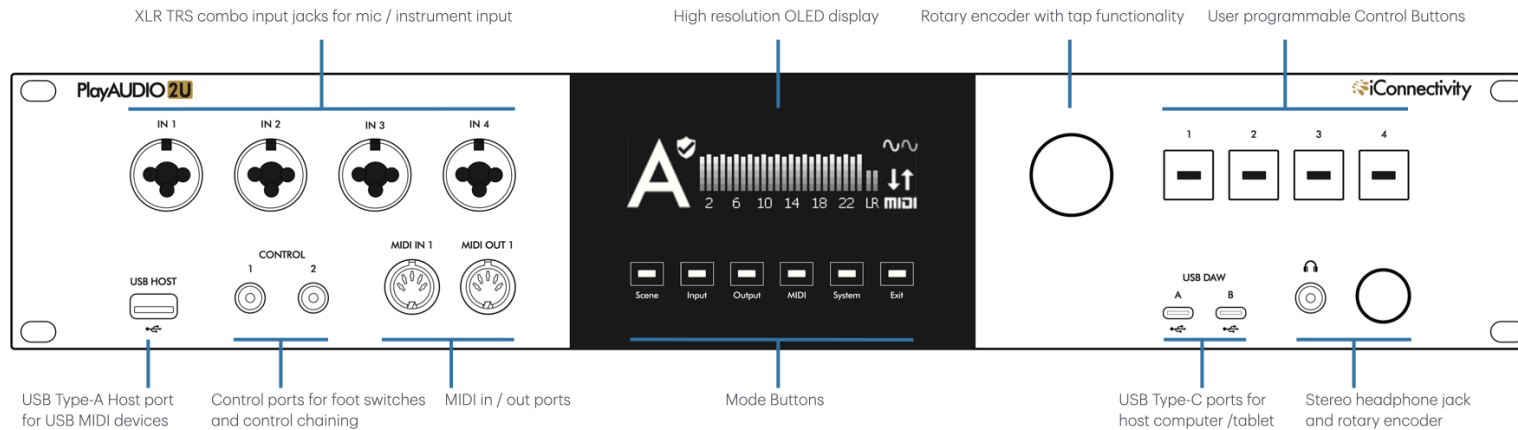 XLR TRS combo input jacks for mic / instrument input
High resolution OLED display
Rotary encoder with tap functionality
User programmable Control Buttons
PlayAUDIO 2U
iConnectivity
IN 1
IN 2
IN 3
IN 4
1
2
3
4
A
2 6 10 14 18 22 LR MIDI
CONTROL
1
2
MIDI IN 1
MIDI OUT 1
USB HOST
Scene
Input
Output
MIDI
System
Exit
USB DAW
A
B
USB Type-A Host port
for USB MIDI devices
Control ports for foot switches
and control chaining
MIDI in / out ports
Mode Buttons
USB Type-C ports for
host computer /tablet
Stereo headphone jack
and rotary encoder